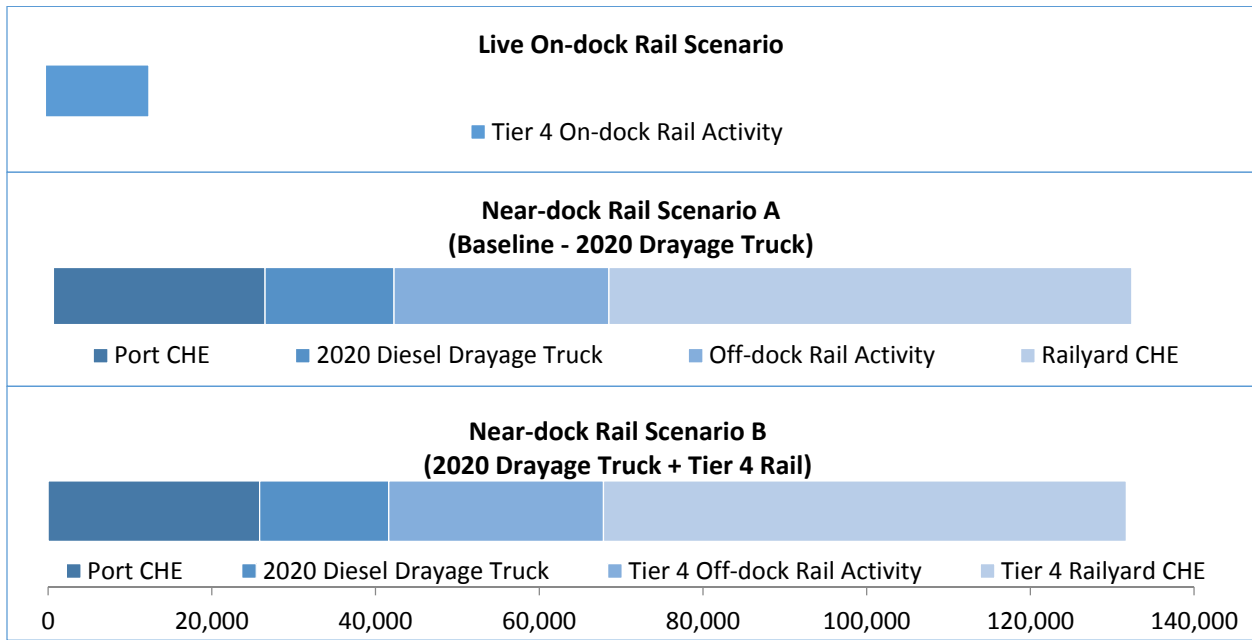 Live On-dock Rail Scenario
Tier 4 On-dock Rail Activity
Near-dock Rail Scenario A
(Baseline - 2020 Drayage Truck)
Port CHE 2020 Diesel Drayage Truck Off-dock Rail Activity Railyard CHE
Near-dock Rail Scenario B
(2020 Drayage Truck + Tier 4 Rail)
Port CHE 2020 Diesel Drayage Truck Tier 4 Off-dock Rail Activity Tier 4 Railyard CHE
0 20,000 40,000 60,000 80,000 100,000 120,000 140,000